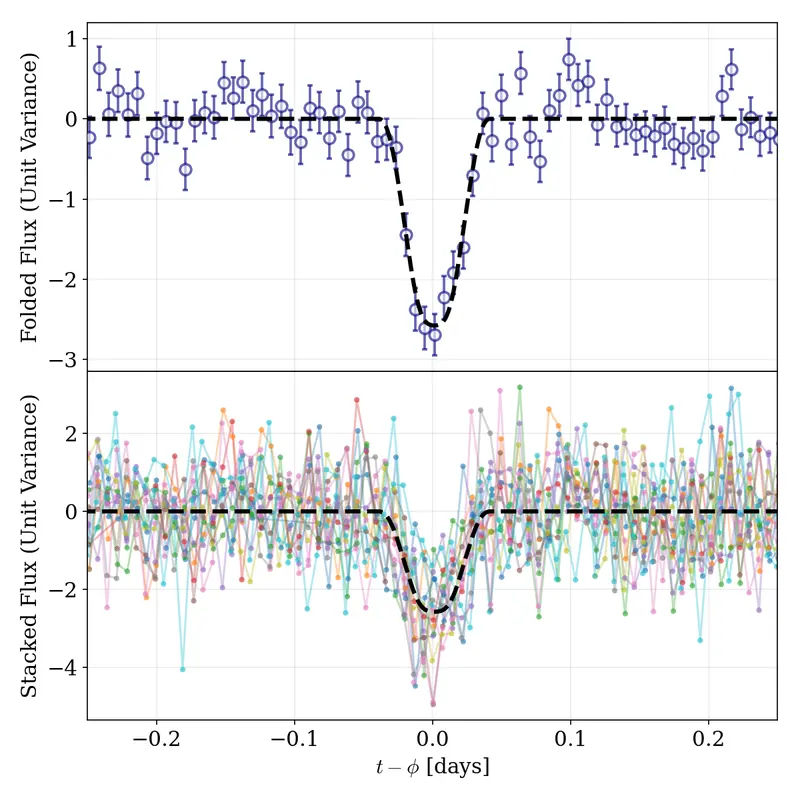 Folded Flux (Unit Variance)
1
0
−1
−2
−3
Stacked Flux (Unit Variance)
2
0
−2
−4
−0.2 −0.1 0.0 0.1 0.2
t − ϕ [days]